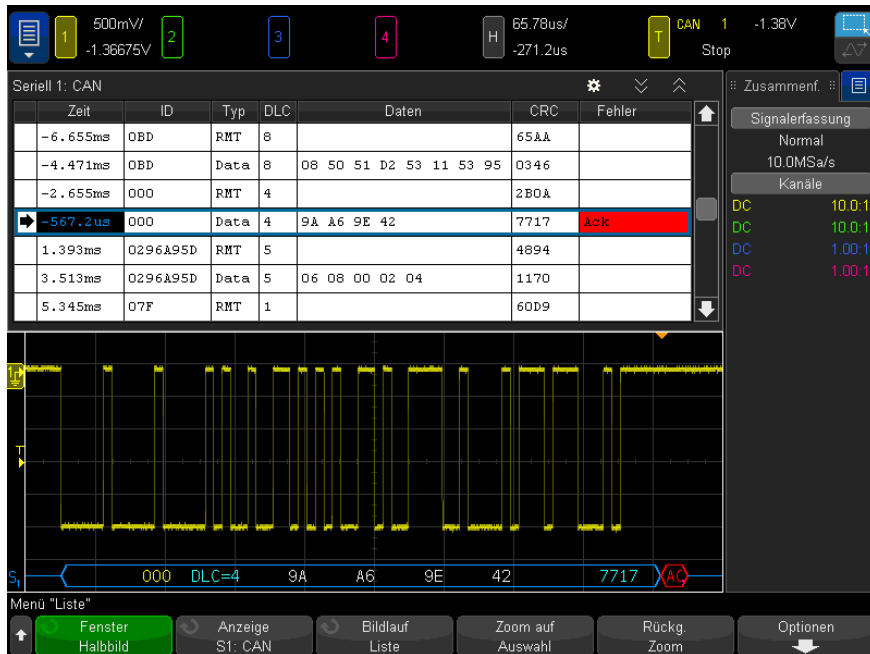 1 500mV/ 2 3 4 H 65.78us/ T CAN 1 -1.38V
-1.36675V -271.2us Stop
Seriell 1: CAN
Zusammenf.
Zeit ID Typ DLC Daten CRC Fehler
-6.655ms 0BD RMT 8 65AA
-4.471ms 0BD Data 8 08 50 51 D2 53 11 53 95 0346
-2.655ms 000 RMT 4 2B0A
-567.2us 000 Data 4 9A A6 9E 42 7717 Ack
1.393ms 0296A95D RMT 5 4894
3.513ms 0296A95D Data 5 06 08 00 02 04 1170
5.345ms 07F RMT 1 60D9
Signalerfassung
Normal
10.0MSa/s
Kanäle
DC 10.0:1
DC 10.0:1
DC 1.00:1
DC 1.00:1
1
T
S1 000 DLC=4 9A A6 9E 42 7717 AC
Menü "Liste"
Fenster
Halbbild
Anzeige
S1: CAN
Bildlauf
Liste
Zoom auf
Auswahl
Rückg.
Zoom
Optionen